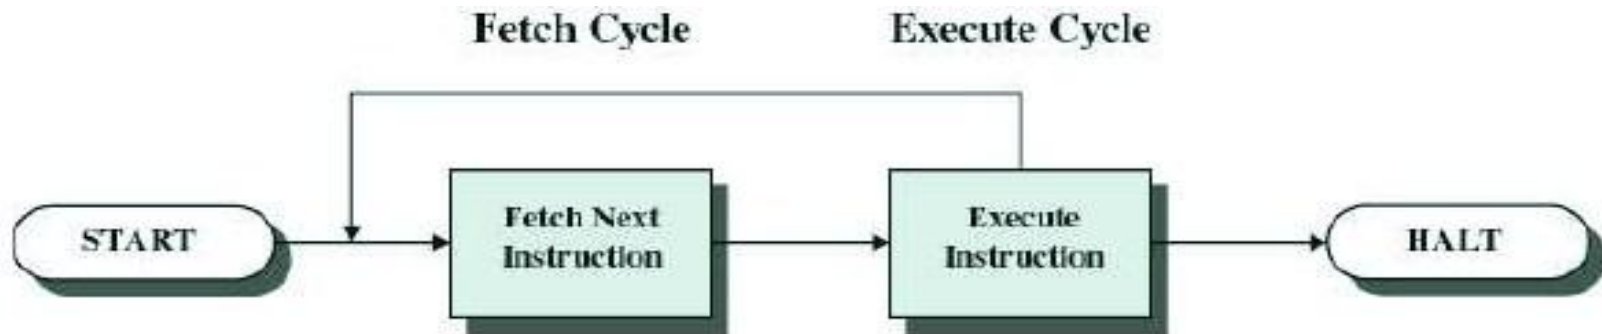 Fetch Cycle
Execute Cycle
START
Fetch Next
Instruction
Execute
Instruction
HALT